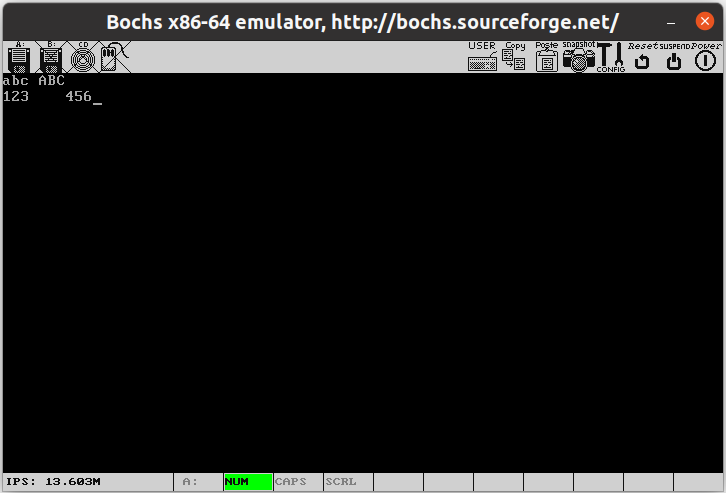 Bochs x86-64 emulator, http://bochs.sourceforge.net/
A: B: CD USER Copy Paste snapshot CONFIG Reset SUSPEND Power
abc ABC
123    456_
IPS: 13.603M A: NUM CAPS SCRL